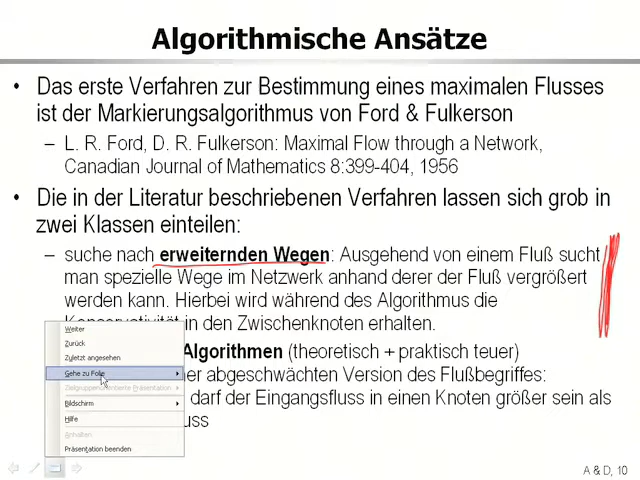 Algorithmische Ansätze
• Das erste Verfahren zur Bestimmung eines maximalen Flusses
ist der Markierungsalgorithmus von Ford & Fulkerson
– L. R. Ford, D. R. Fulkerson: Maximal Flow through a Network,
Canadian Journal of Mathematics 8:399-404, 1956
• Die in der Literatur beschriebenen Verfahren lassen sich grob in
zwei Klassen einteilen:
– suche nach erweiternden Wegen: Ausgehend von einem Fluß sucht
man spezielle Wege im Netzwerk anhand derer der Fluß vergrößert
werden kann. Hierbei wird während des Algorithmus die
in den Zwischenknoten erhalten.
Algorithmen (theoretisch + praktisch teuer)
abgeschwächten Version des Flußbegriffes:
darf der Eingangsfluss in einen Knoten größer sein als
Weiter
Zurück
Zuletzt angesehen
Gehe zu Folie
Zielgruppenorientierte Präsentation
Bildschirm
Hilfe
Anhalten
Präsentation beenden
A & D, 10